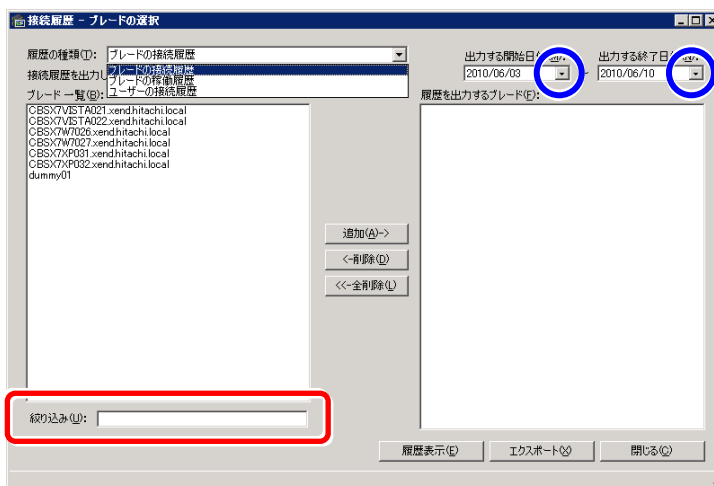 接続履歴 - ブレードの選択
履歴の種類(T): ブレードの接続履歴
出力する開始日付(M):
出力する終了日付(N):
ブレードの接続履歴
ブレードの稼働履歴
ユーザーの接続履歴
接続履歴を出力し
2010/06/03 ~ 2010/06/10
ブレード 一覧(B):
履歴を出力するブレード(F):
CBSX7VISTA021.xend.hitachi.local
CBSX7VISTA022.xend.hitachi.local
CBSX7W7026.xend.hitachi.local
CBSX7W7027.xend.hitachi.local
CBSX7XP031.xend.hitachi.local
CBSX7XP032.xend.hitachi.local
dummy01
追加(A)->
<-削除(D)
<<-全削除(L)
絞り込み(U):
履歴表示(E)
エクスポート(X)
閉じる(C)